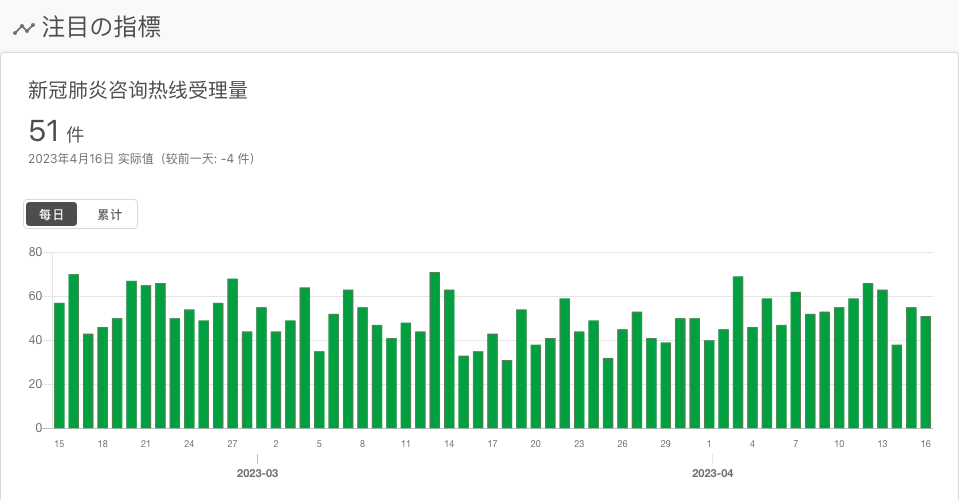 注目の指標
新冠肺炎咨询热线受理量
51 件
2023年4月16日 实际值（较前一天: -4 件）
每日 累计
80
60
40
20
0
15 18 21 24 27 2 5 8 11 14 17 20 23 26 29 1 4 7 10 13 16
2023-03 2023-04